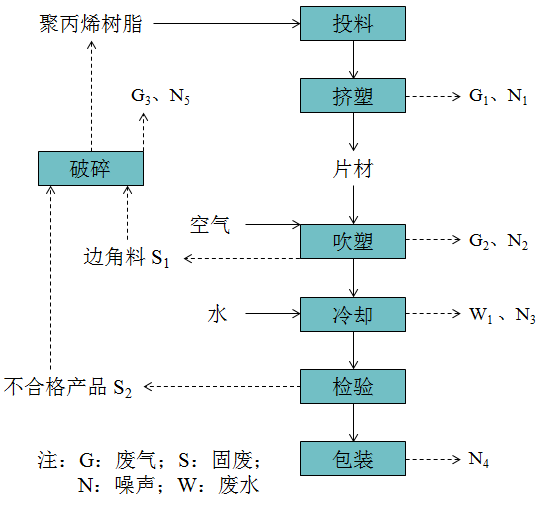 聚丙烯树脂
投料
G3、N5
挤塑
G1、N1
破碎
片材
空气
吹塑
G2、N2
边角料 S1
水
冷却
W1、N3
不合格产品 S2
检验
注：G：废气；S：固废；
N：噪声；W：废水
包装
N4